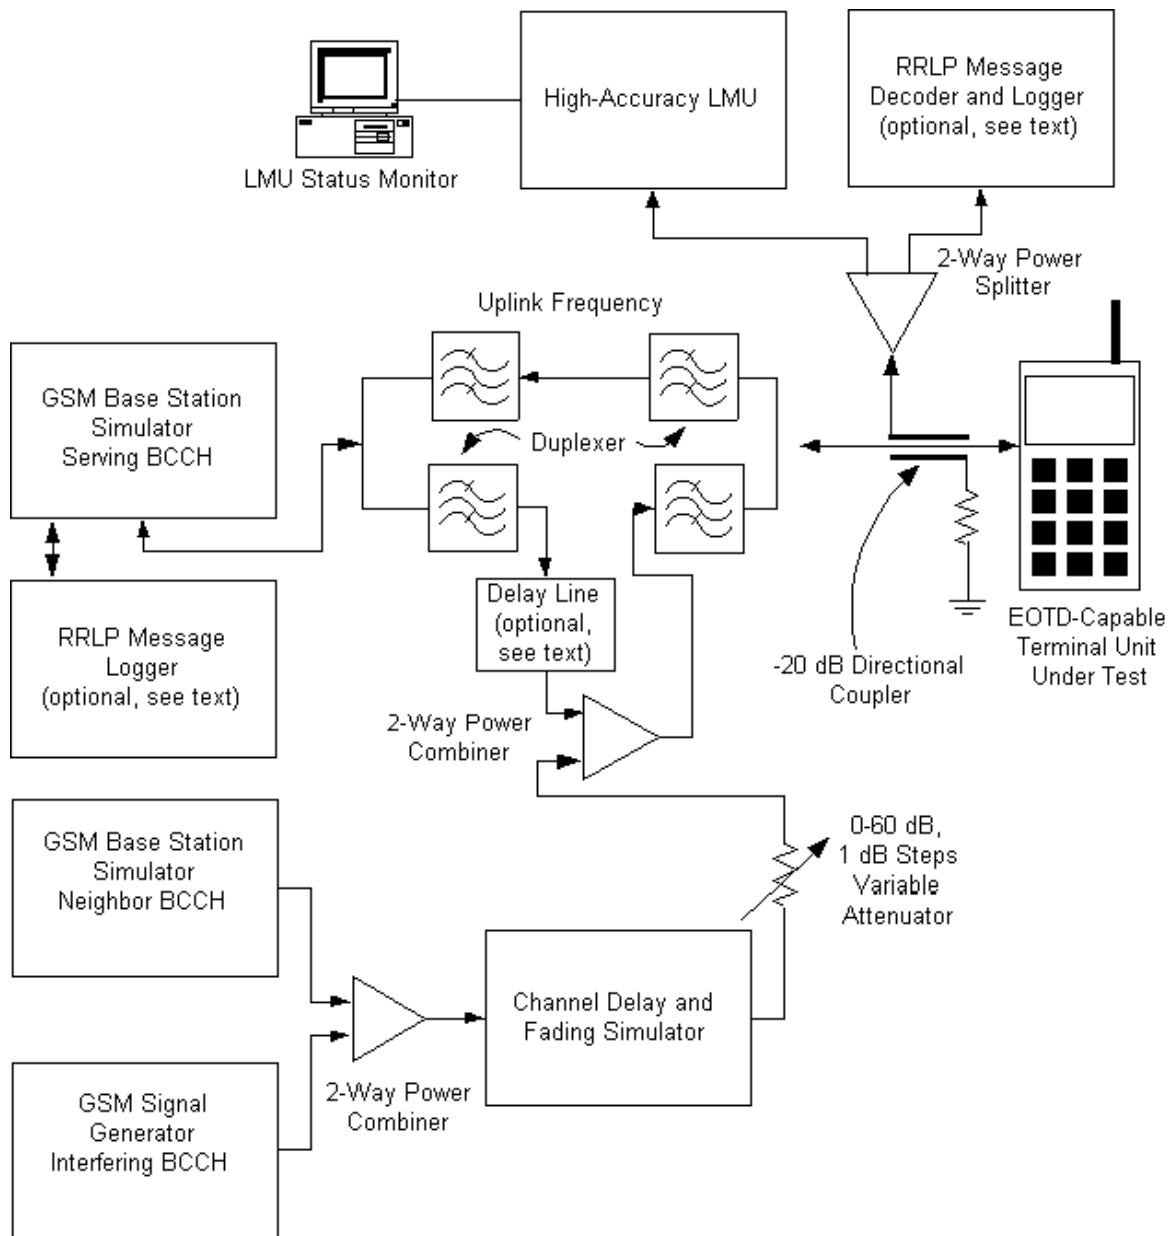 High-Accuracy LMU
RRLP Message
Decoder and Logger
(optional, see text)
LMU Status Monitor
2-Way Power
Splitter
Uplink Frequency
GSM Base Station
Simulator
Serving BCCH
Duplexer
RRLP Message
Logger
(optional, see text)
Delay Line
(optional,
see text)
-20 dB Directional
Coupler
EOTD-Capable
Terminal Unit
Under Test
2-Way Power
Combiner
GSM Base Station
Simulator
Neighbor BCCH
0-60 dB,
1 dB Steps
Variable
Attenuator
Channel Delay and
Fading Simulator
2-Way Power
Combiner
GSM Signal
Generator
Interfering BCCH